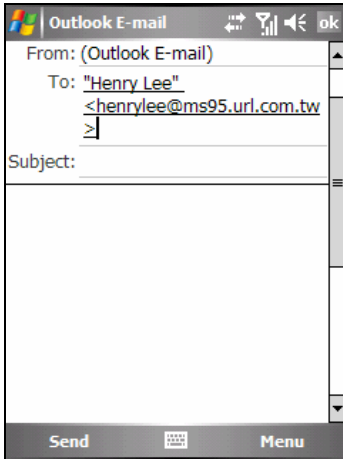 Outlook E-mail ok
From: (Outlook E-mail)
To: "Henry Lee"
<henrylee@ms95.url.com.tw
>
Subject:
Send Menu